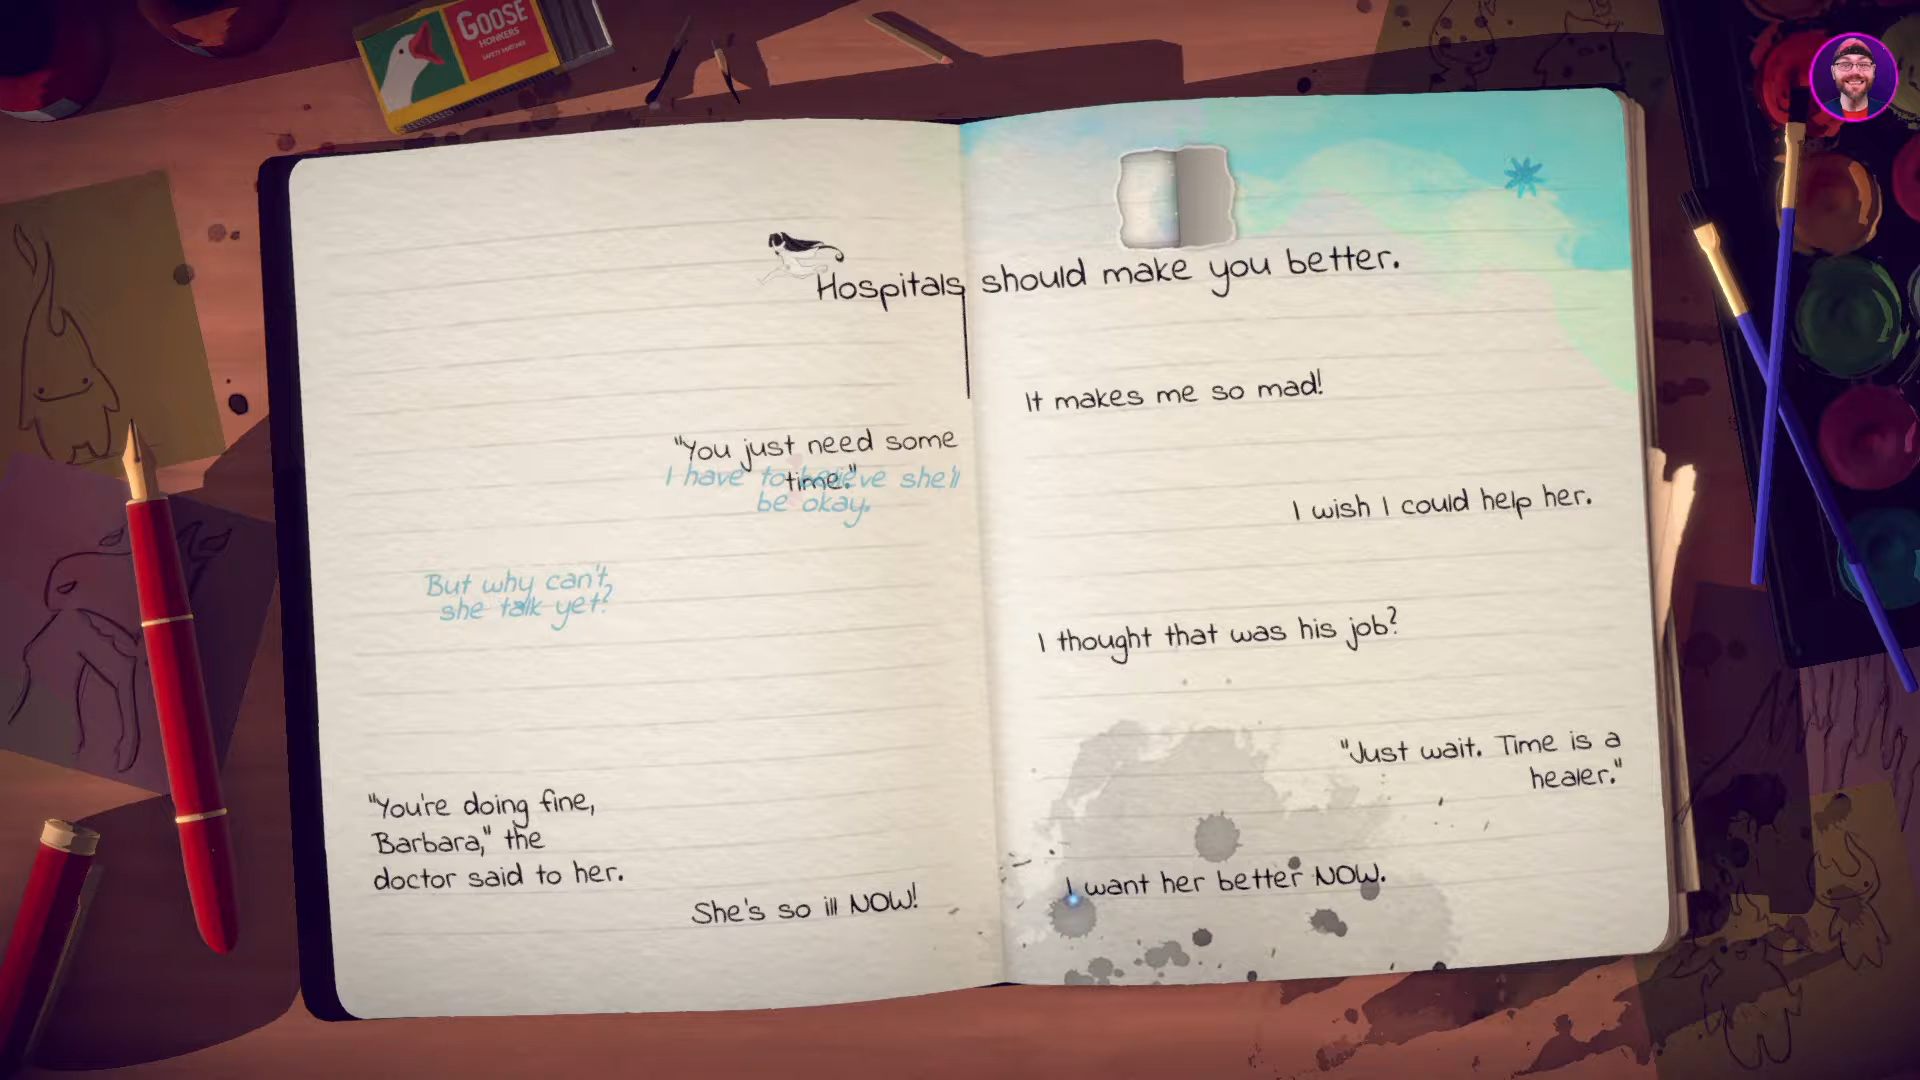 GOOSE
HONKERS
SAFETY MATCHES
Hospitals should make you better.
It makes me so mad!
"You just need some
time."
I have to believe she'll
be okay.
I wish I could help her.
But why can't
she talk yet?
I thought that was his job?
"Just wait. Time is a
healer."
"You're doing fine,
Barbara," the
doctor said to her.
She's so ill NOW!
I want her better NOW.